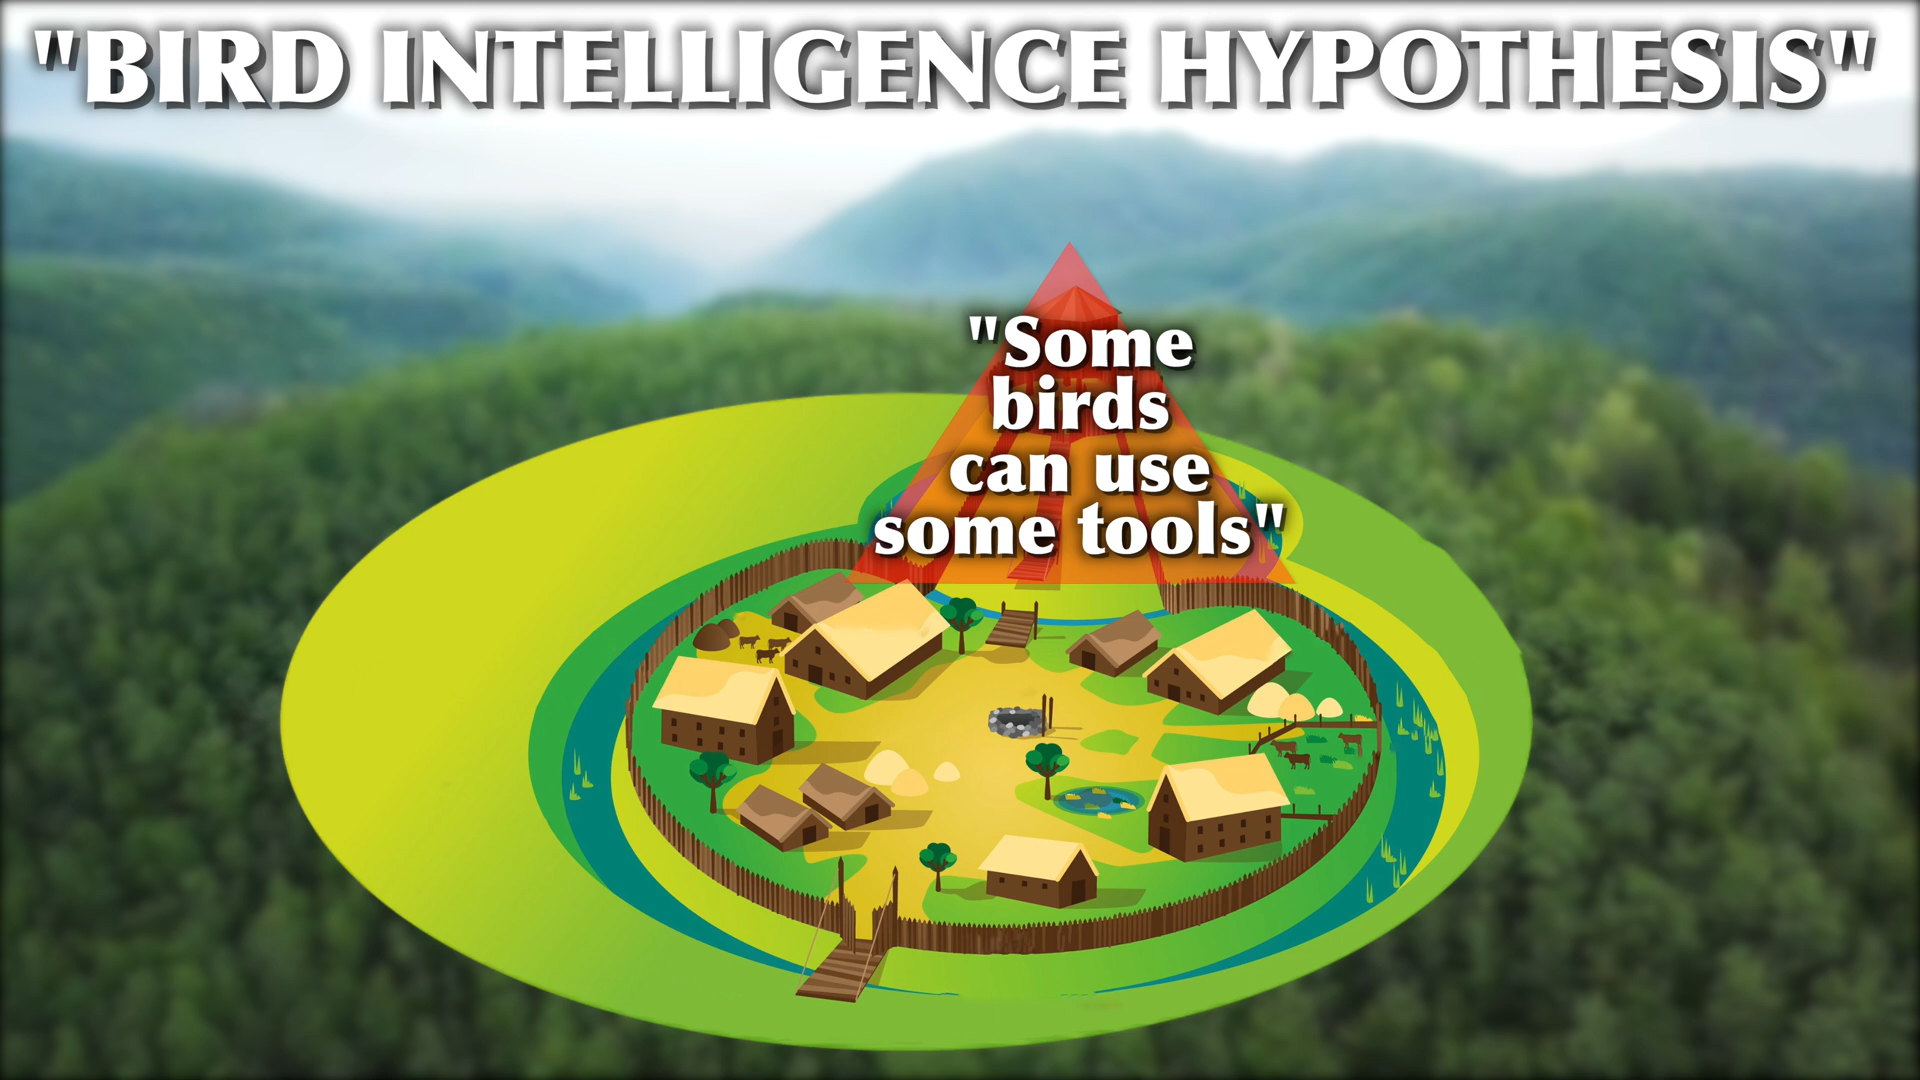 "BIRD INTELLIGENCE HYPOTHESIS"
"Some
birds
can use
some tools"